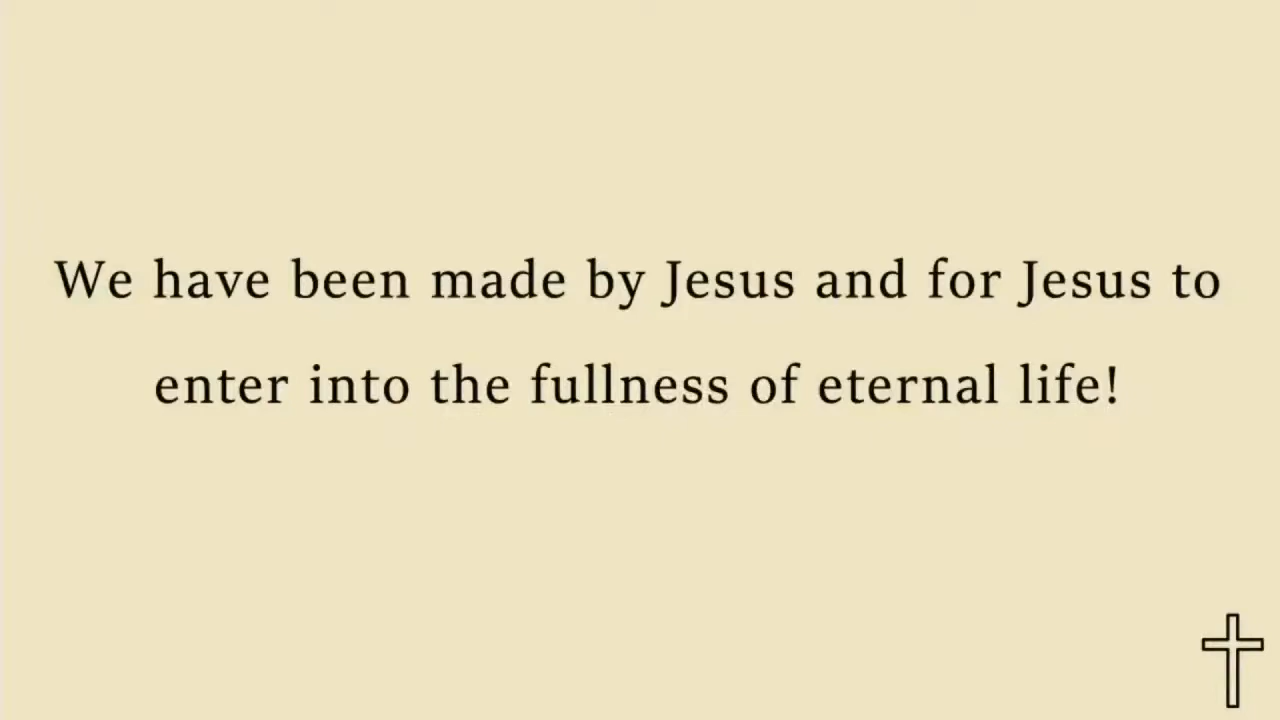 We have been made by Jesus and for Jesus to
enter into the fullness of eternal life!